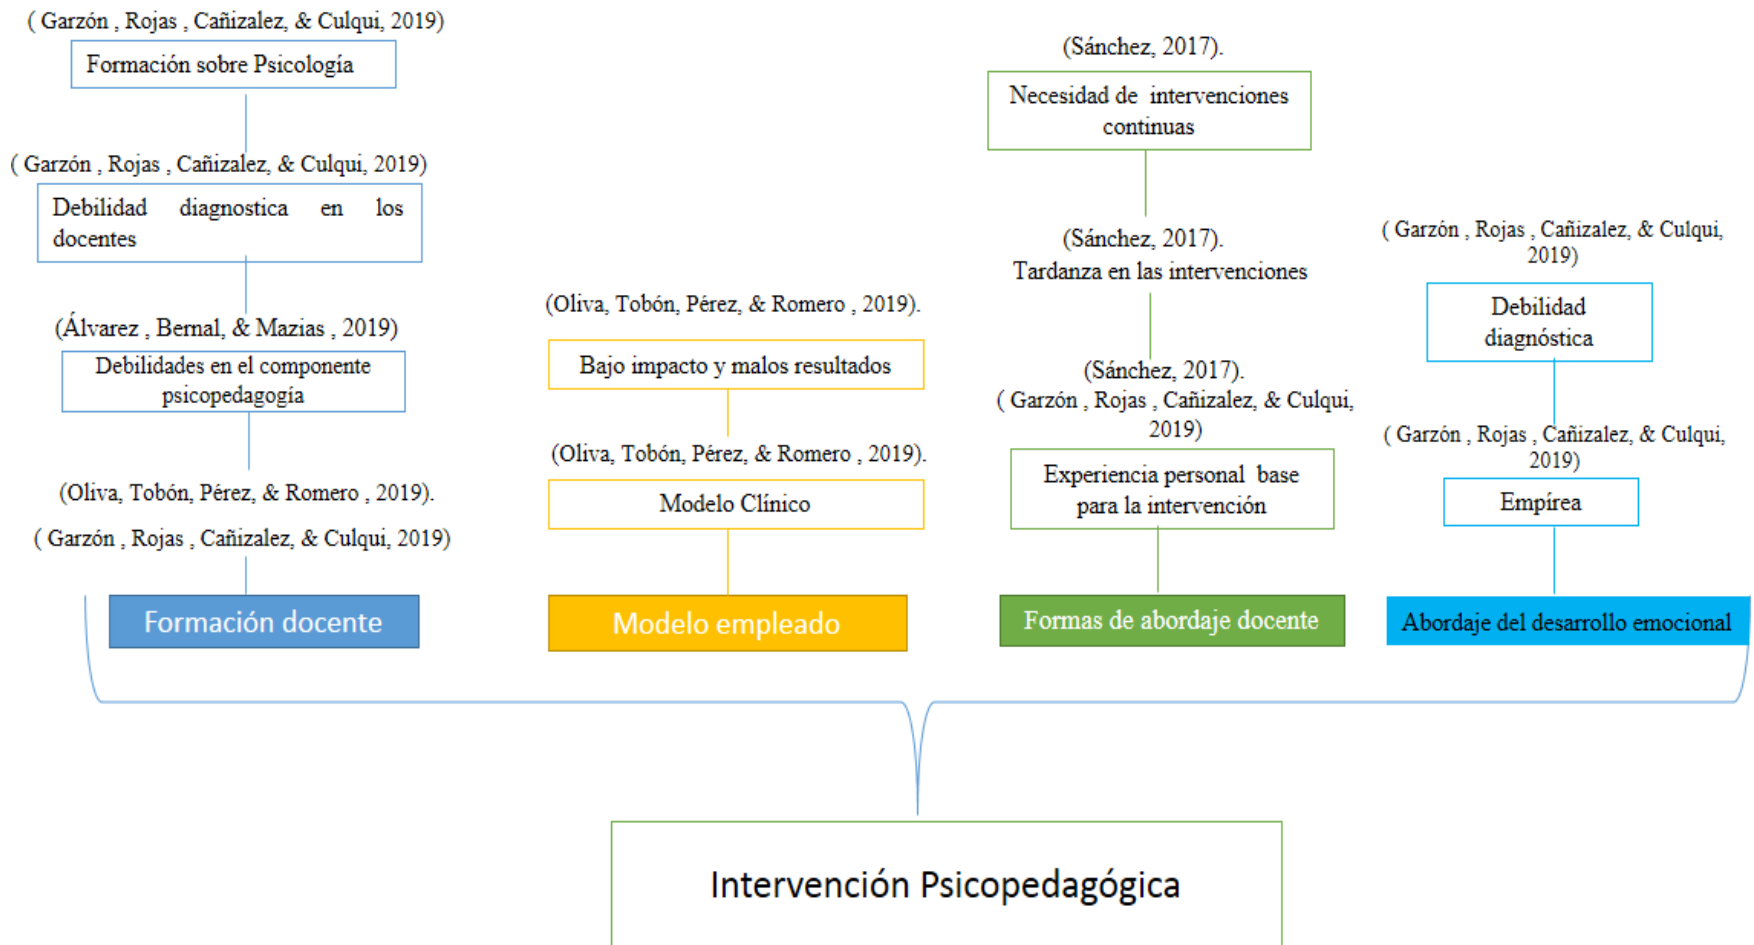 ( Garzón , Rojas , Cañizalez, & Culqui, 2019)
Formación sobre Psicología
( Garzón , Rojas , Cañizalez, & Culqui, 2019)
Debilidad diagnostica en los
docentes
(Álvarez , Bernal, & Mazias , 2019)
Debilidades en el componente
psicopedagogía
(Oliva, Tobón, Pérez, & Romero , 2019).
( Garzón , Rojas , Cañizalez, & Culqui, 2019)
Formación docente
(Oliva, Tobón, Pérez, & Romero , 2019).
Bajo impacto y malos resultados
(Oliva, Tobón, Pérez, & Romero , 2019).
Modelo Clínico
Modelo empleado
(Sánchez, 2017).
Necesidad de intervenciones
continuas
(Sánchez, 2017).
Tardanza en las intervenciones
(Sánchez, 2017).
( Garzón , Rojas , Cañizalez, & Culqui,
2019)
Experiencia personal base
para la intervención
Formas de abordaje docente
( Garzón , Rojas , Cañizalez, & Culqui,
2019)
Debilidad
diagnóstica
( Garzón , Rojas , Cañizalez, & Culqui,
2019)
Empírea
Abordaje del desarrollo emocional
Intervención Psicopedagógica